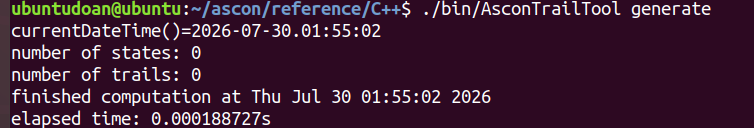 ubuntudoan@ubuntu:~/ascon/reference/C++$ ./bin/AsconTrailTool generate
currentDateTime()=2026-07-30.01:55:02
number of states: 0
number of trails: 0
finished computation at Thu Jul 30 01:55:02 2026
elapsed time: 0.000188727s